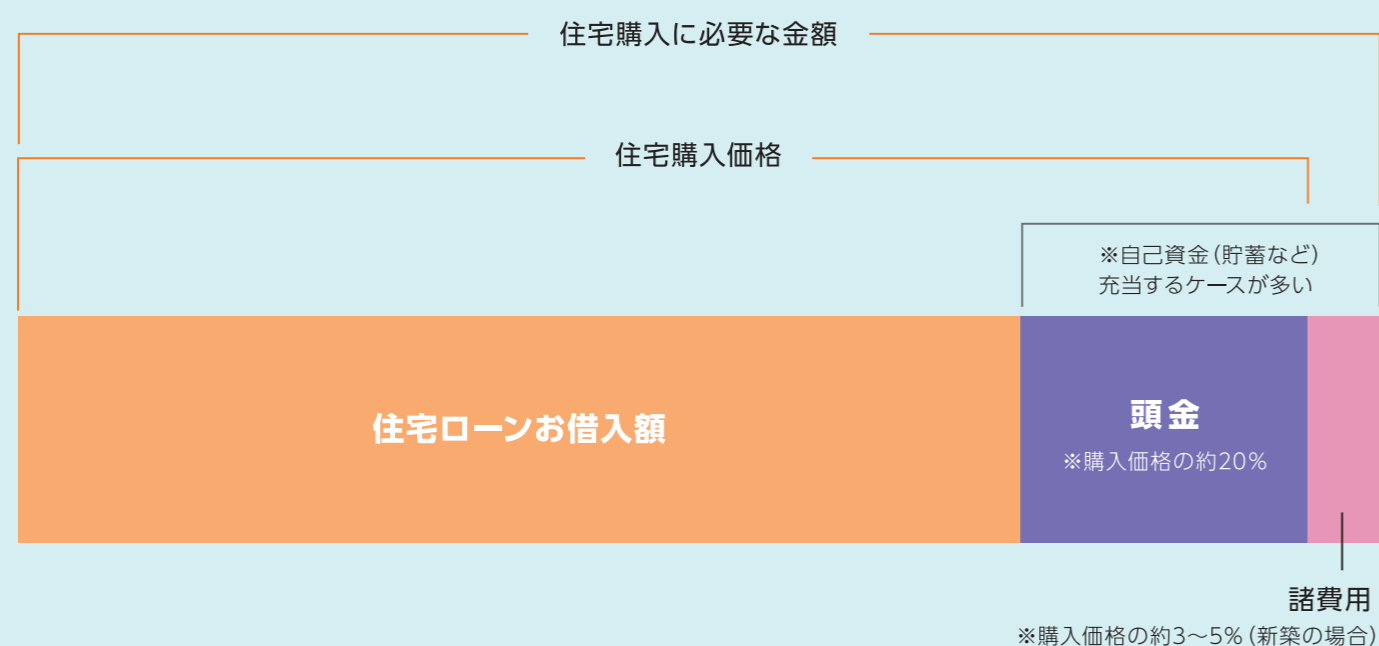 住宅購入に必要な金額
住宅購入価格
※自己資金(貯蓄など)
充当するケースが多い
住宅ローンお借入額
頭金
※購入価格の約20%
諸費用
※購入価格の約3〜5%(新築の場合)